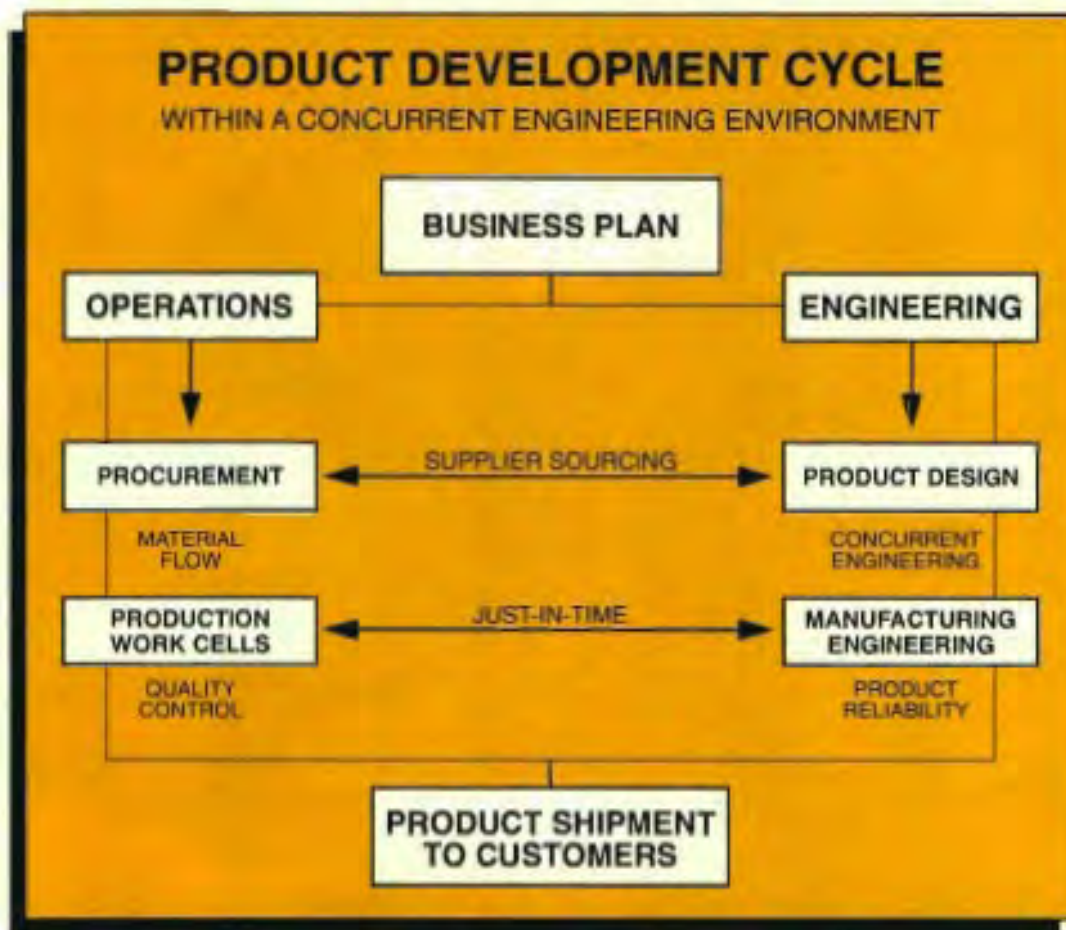 PRODUCT DEVELOPMENT CYCLE
WITHIN A CONCURRENT ENGINEERING ENVIRONMENT
BUSINESS PLAN
OPERATIONS
ENGINEERING
PROCUREMENT
SUPPLIER SOURCING
PRODUCT DESIGN
MATERIAL
FLOW
CONCURRENT
ENGINEERING
PRODUCTION
WORK CELLS
JUST-IN-TIME
MANUFACTURING
ENGINEERING
QUALITY
CONTROL
PRODUCT
RELIABILITY
PRODUCT SHIPMENT
TO CUSTOMERS